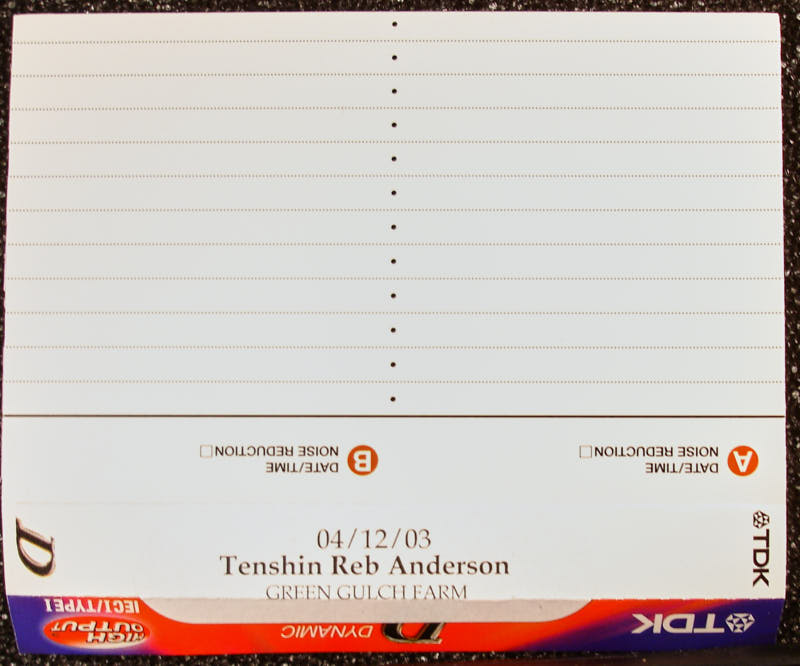 B
DATE/TIME
NOISE REDUCTION
A
DATE/TIME
NOISE REDUCTION
D
04/12/03
Tenshin Reb Anderson
GREEN GULCH FARM
TDK
IECI/TYPEI
HIGH
OUTPUT
DYNAMIC
D
TDK